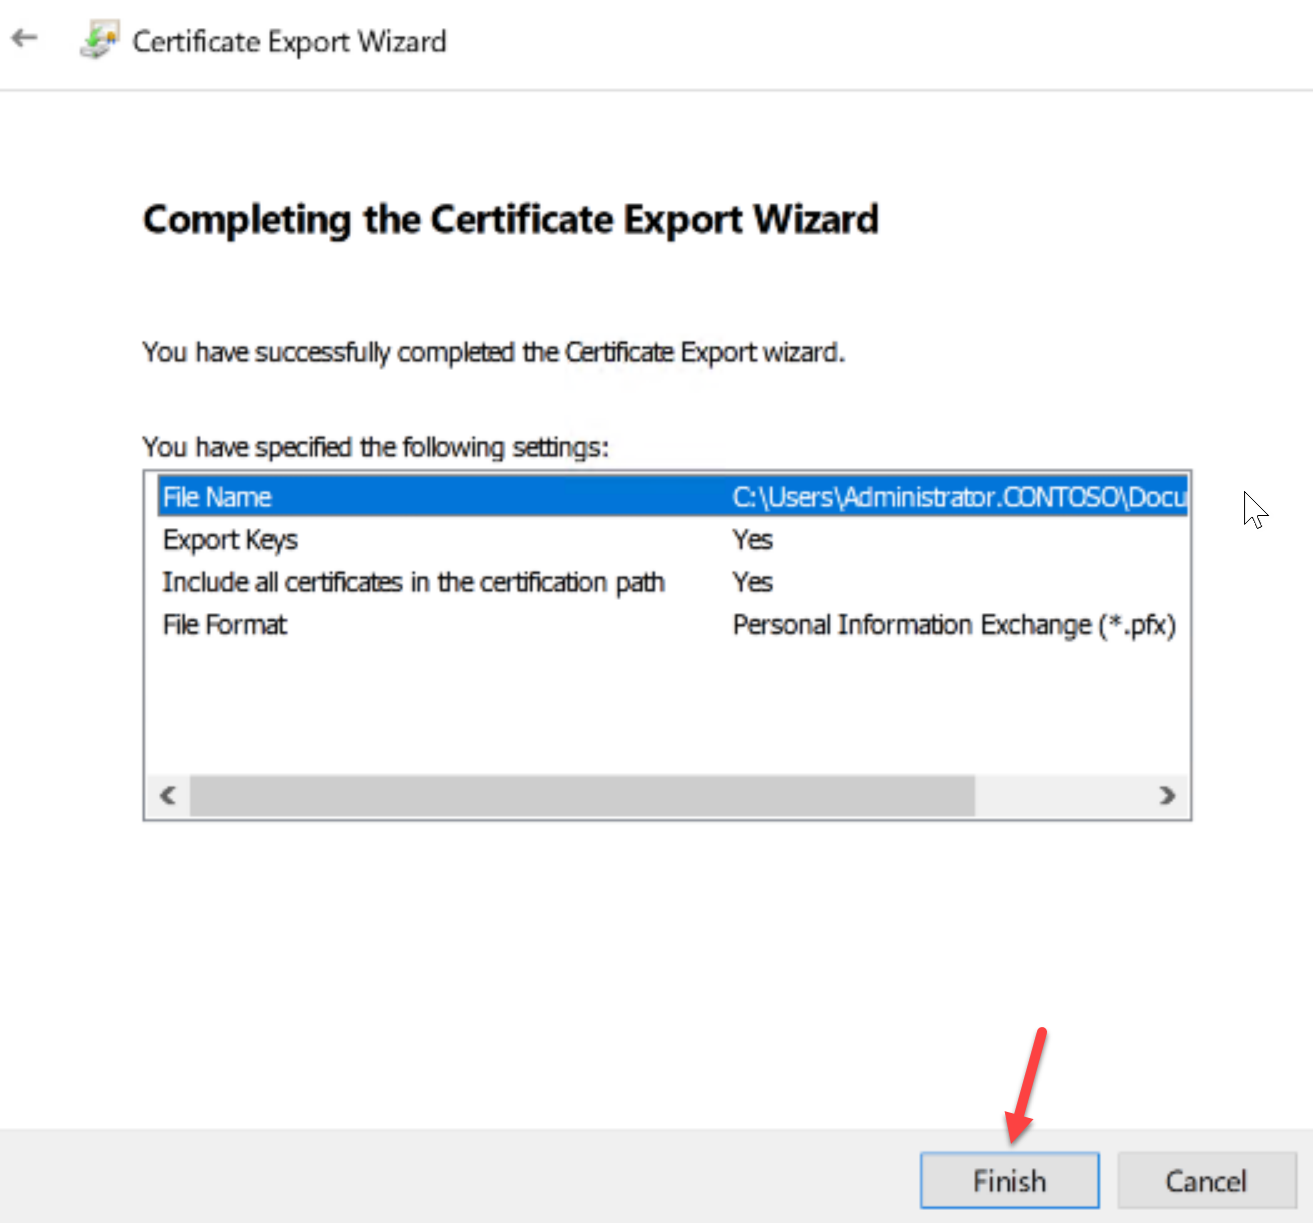 Certificate Export Wizard
Completing the Certificate Export Wizard
You have successfully completed the Certificate Export wizard.
You have specified the following settings:
File Name C:\Users\Administrator.CONTOSO\Docu
Export Keys Yes
Include all certificates in the certification path Yes
File Format Personal Information Exchange (*.pfx)
Finish Cancel